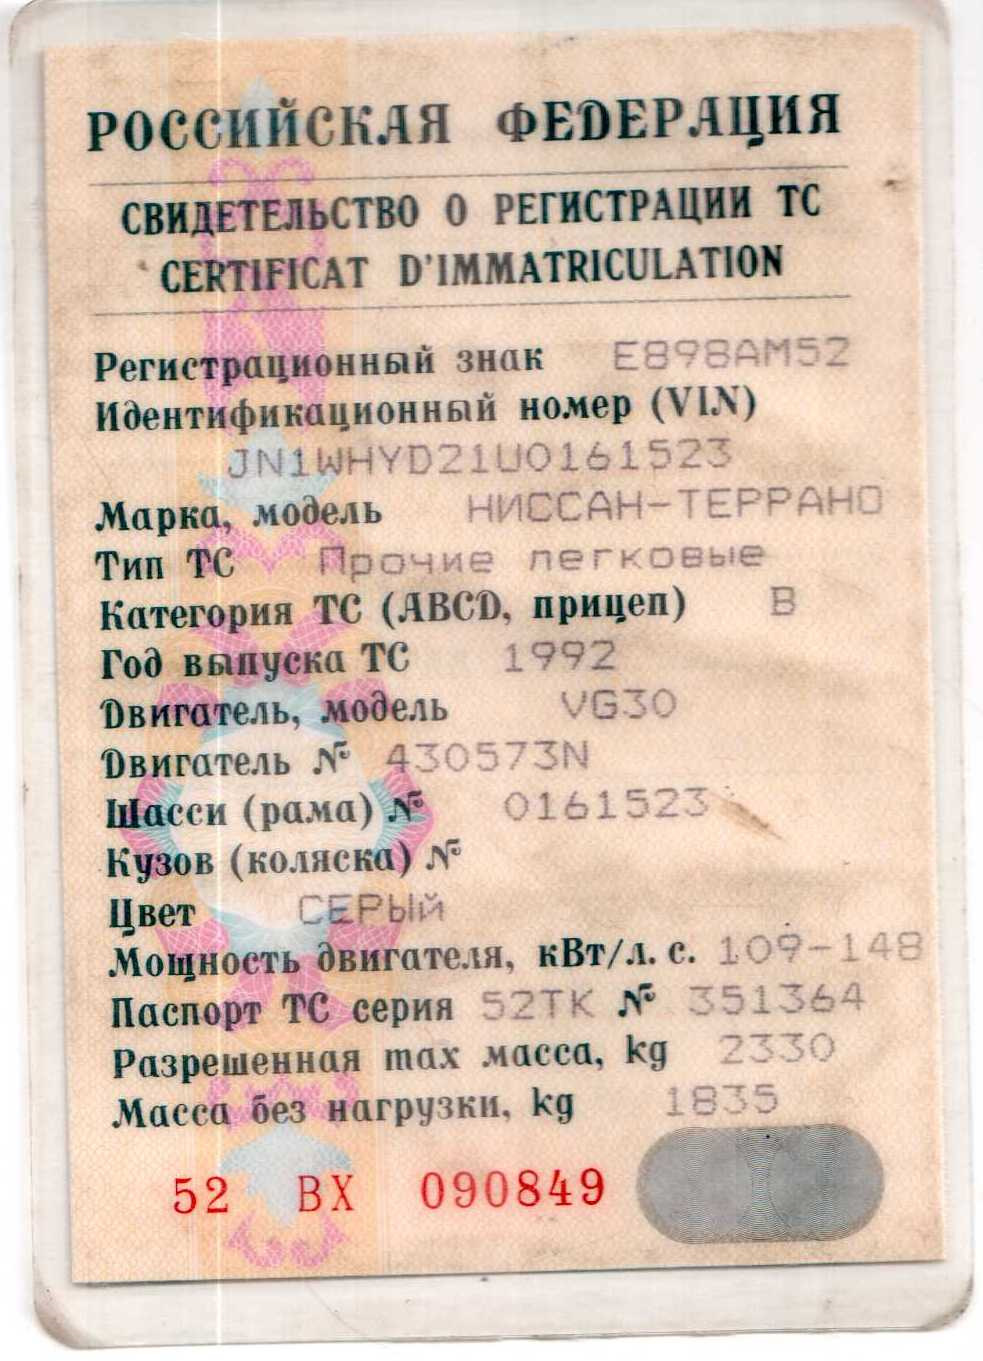 РОССИЙСКАЯ ФЕДЕРАЦИЯ
СВИДЕТЕЛЬСТВО О РЕГИСТРАЦИИ ТС
CERTIFICAT D'IMMATRICULATION
Регистрационный знак Е898АМ52
Идентификационный номер (VIN)
JN1WHYD21U0161523
Марка, модель НИССАН-ТЕРРАНО
Тип ТС Прочие легковые
Категория ТС (ABCD, прицеп) В
Год выпуска ТС 1992
Двигатель, модель VG30
Двигатель № 430573N
Шасси (рама) № 0161523
Кузов (коляска) №
Цвет СЕРЫЙ
Мощность двигателя, кВт/л. с. 109-148
Паспорт ТС серия 52ТК № 351364
Разрешенная max масса, kg 2330
Масса без нагрузки, kg 1835
52 ВХ 090849